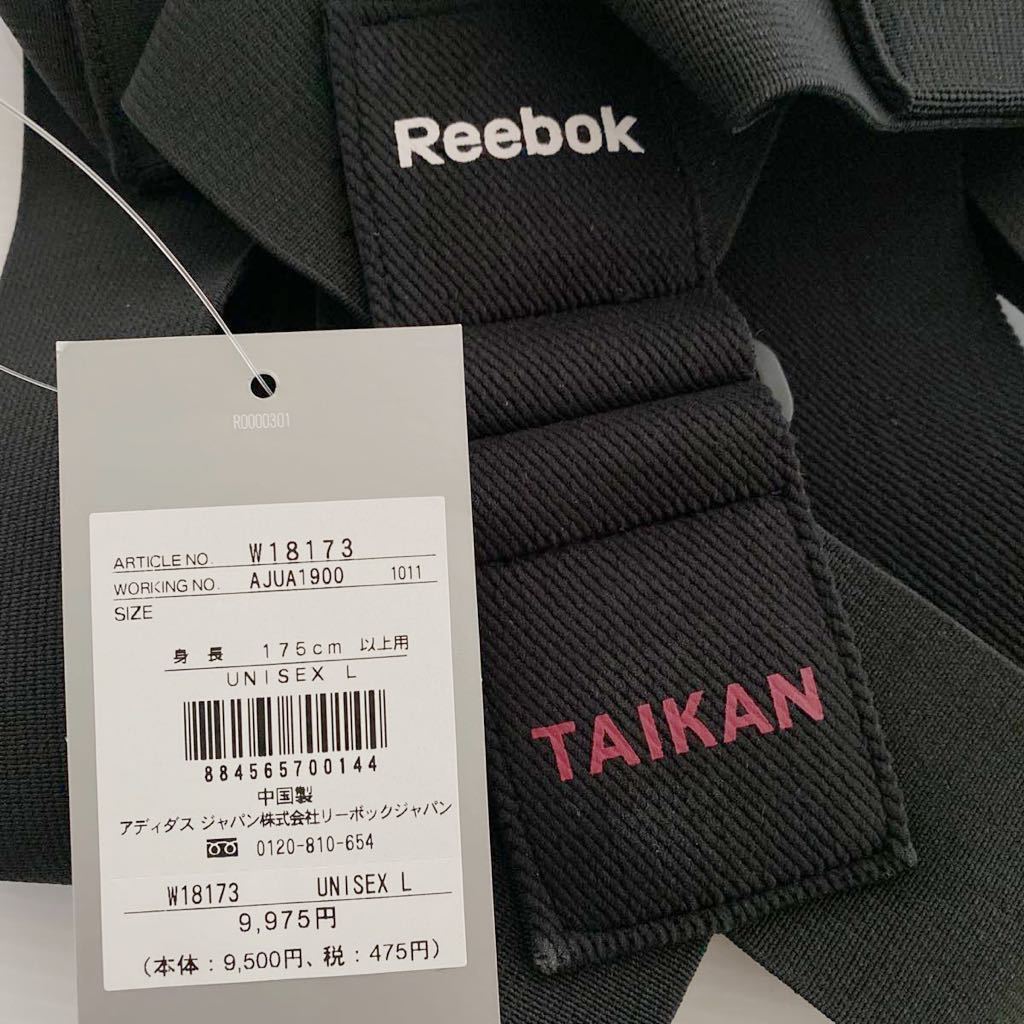 Reebok
TAIKAN
R0000301
ARTICLE NO. W18173
WORKING NO. AJUA1900 1011
SIZE
身長 175cm 以上用
UNISEX L
884565700144
中国製
アディダス ジャパン株式会社リーボックジャパン
0120-810-654
W18173 UNISEX L
9,975円
(本体:9,500円、税:475円)